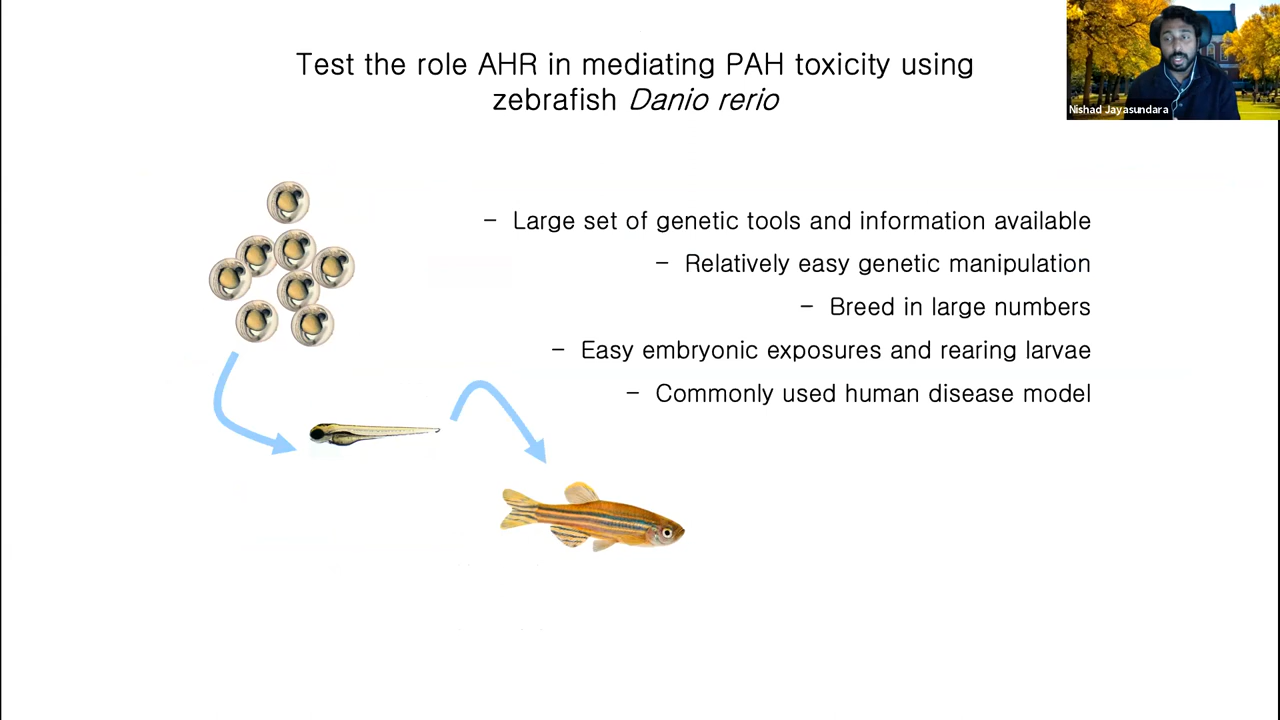 Test the role AHR in mediating PAH toxicity using
zebrafish Danio rerio
Nishad Jayasundara
– Large set of genetic tools and information available
– Relatively easy genetic manipulation
– Breed in large numbers
– Easy embryonic exposures and rearing larvae
– Commonly used human disease model